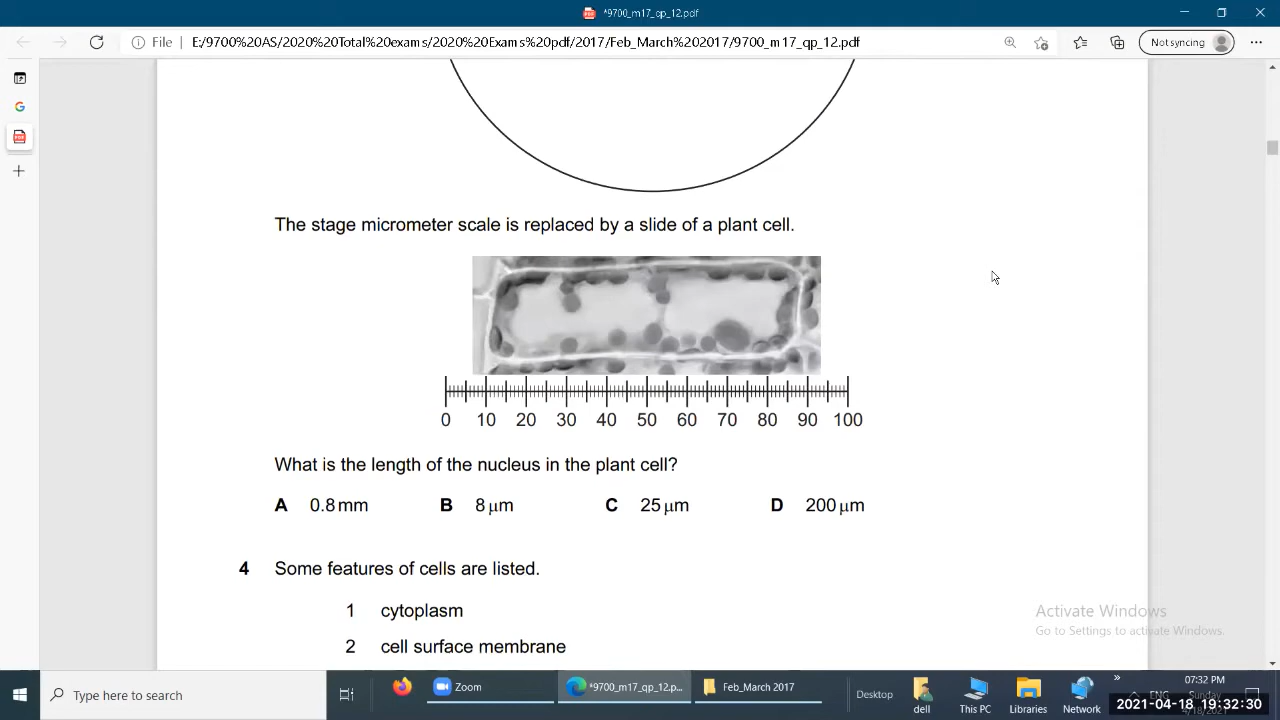 *9700_m17_qp_12.pdf
File
E:/9700%20AS/2020%20Total%20exams/2020%20Exams%20pdf/2017/Feb_March%202017/9700_m17_qp_12.pdf
Not syncing
The stage micrometer scale is replaced by a slide of a plant cell.
0 10 20 30 40 50 60 70 80 90 100
What is the length of the nucleus in the plant cell?
A 0.8 mm B 8 μm C 25 μm D 200 μm
4 Some features of cells are listed.
1 cytoplasm
2 cell surface membrane
Activate Windows
Go to Settings to activate Windows.
Type here to search
Zoom
*9700_m17_qp_12.p...
Feb_March 2017
Desktop
dell
This PC
Libraries
Network
ENG
07:32 PM
Sunday
2021-04-18 19:32:30